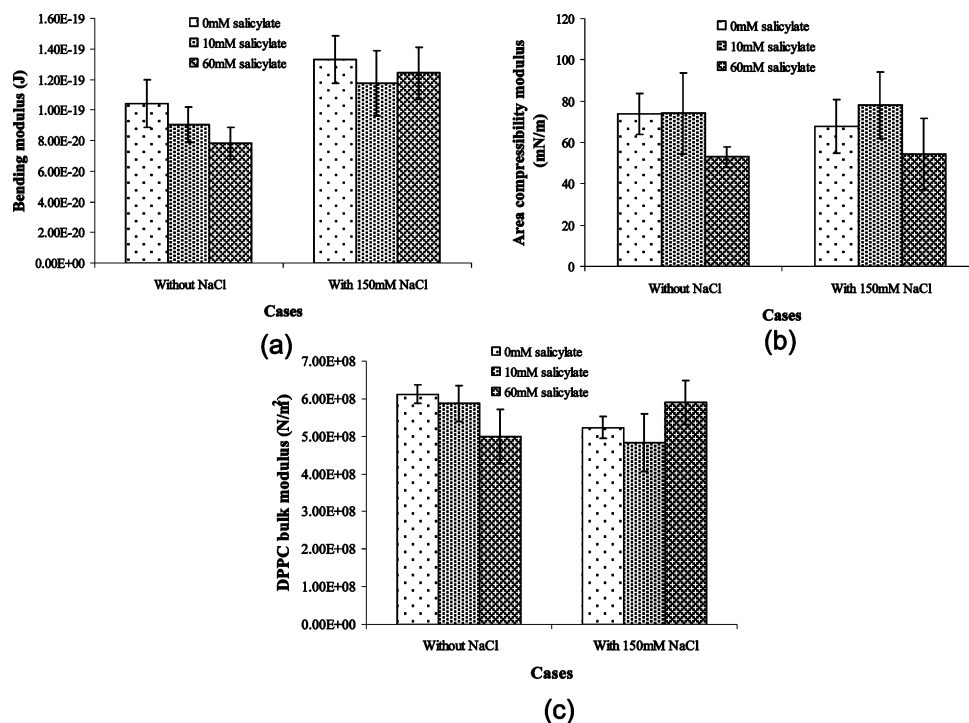 Bending modulus (J)
1.60E-19
1.40E-19
1.20E-19
1.00E-19
8.00E-20
6.00E-20
4.00E-20
2.00E-20
0.00E+00
0mM salicylate
10mM salicylate
60mM salicylate
Without NaCl
With 150mM NaCl
Cases
(a)
Area compressibility modulus
(mN/m)
120
100
80
60
40
20
0
0mM salicylate
10mM salicylate
60mM salicylate
Without NaCl
With 150mM NaCl
Cases
(b)
DPPC bulk modulus (N/m²)
7.00E+08
6.00E+08
5.00E+08
4.00E+08
3.00E+08
2.00E+08
1.00E+08
0.00E+00
0mM salicylate
10mM salicylate
60mM salicylate
Without NaCl
With 150mM NaCl
Cases
(c)